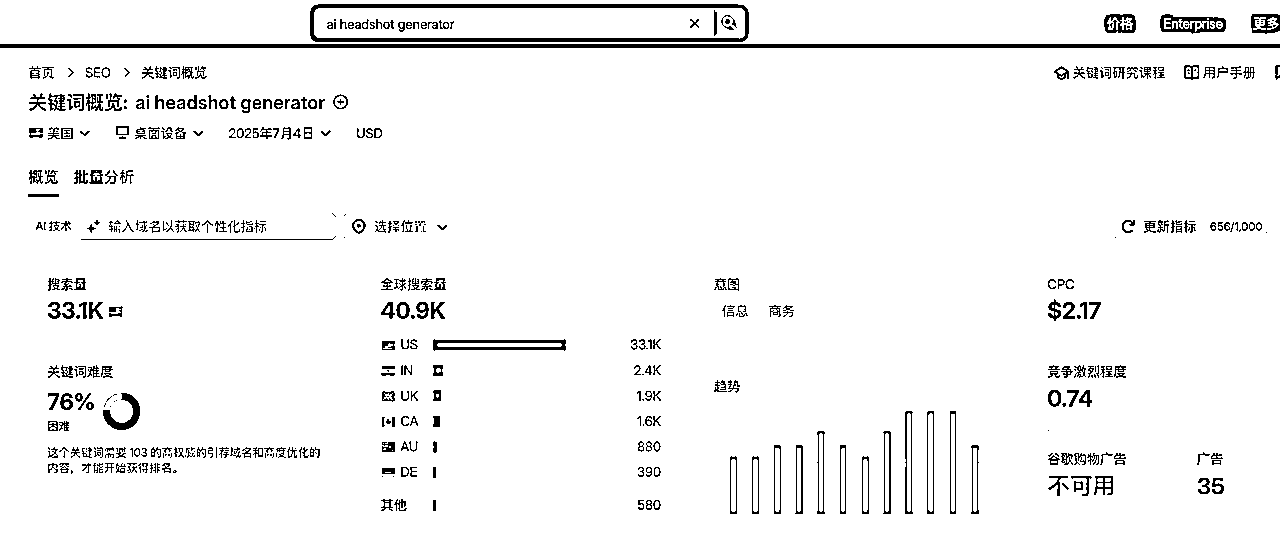 ai headshot generator
价格 Enterprise 更多
首页 > SEO > 关键词概览
关键词研究课程 用户手册
关键词概览: ai headshot generator
美国 桌面设备 2025年7月4日 USD
概览 批量分析
AI 技术 输入域名以获取个性化指标 选择位置 更新指标 656/1,000
搜索量
33.1K
关键词难度
76%
困难
这个关键词需要 103 的高权威的引荐域名和高度优化的
内容，才能开始获得排名。
全球搜索量
40.9K
US 33.1K
IN 2.4K
UK 1.9K
CA 1.6K
AU 880
DE 390
其他 580
意图
信息 商务
趋势
CPC
$2.17
竞争激烈程度
0.74
谷歌购物广告 广告
不可用 35